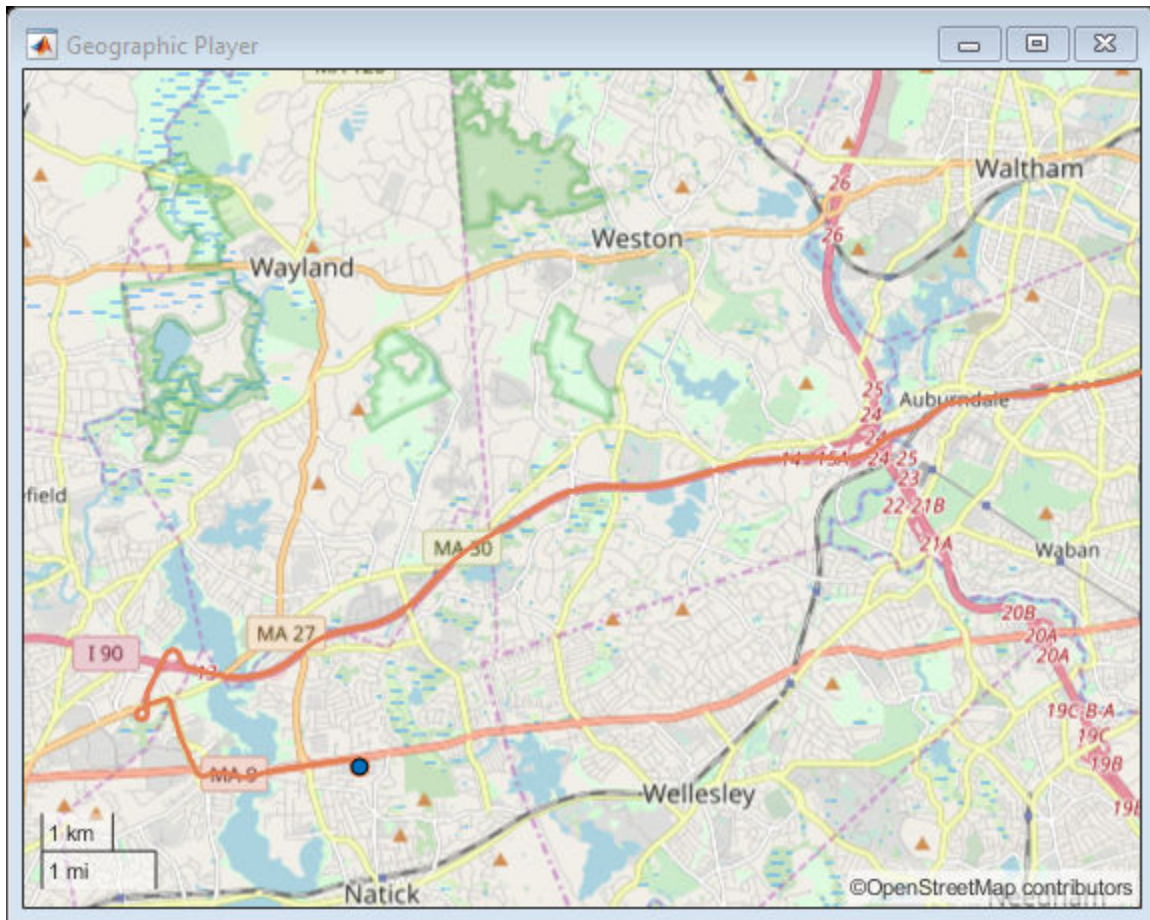 Geographic Player
26
Waltham
Weston
26
Wayland
25
Auburndale
24
24
14
15A
24-25
23
22-21B
field
MA 30
21A
Waban
20B
MA 27
20A
I 90
13
20A
19C-B-A
19C
19B
MA 9
Wellesley
1 km
1 mi
Natick
©OpenStreetMap contributors
Needham